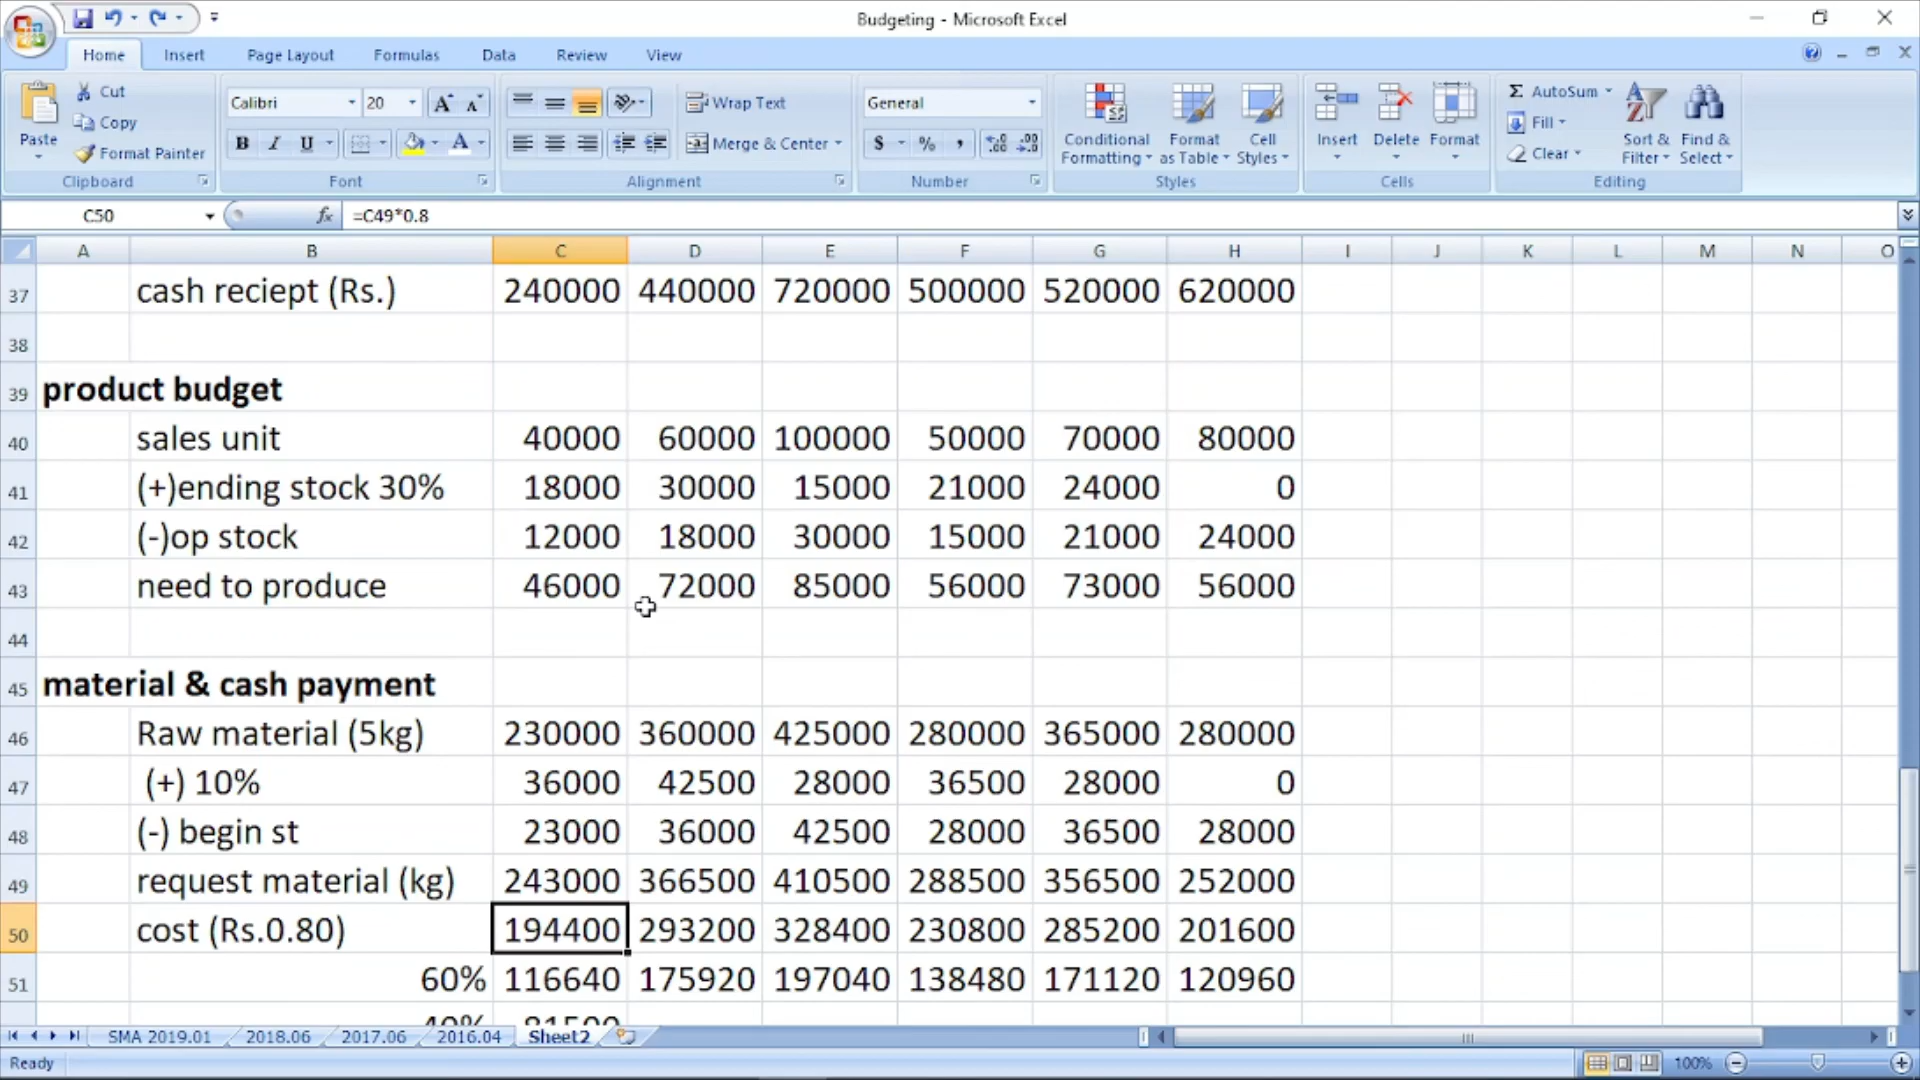 Budgeting - Microsoft Excel
Home Insert Page Layout Formulas Data Review View
Paste Cut Copy Format Painter Clipboard
Calibri 20 A A B I U A Font
Wrap Text Merge & Center Alignment
General $ % , Number
Conditional Formatting Format as Table Cell Styles Styles
Insert Delete Format Cells
Σ AutoSum Fill Clear Sort & Filter Find & Select Editing
C50 fx =C49*0.8
A B C D E F G H I J K L M N O
37 cash reciept (Rs.) 240000 440000 720000 500000 520000 620000
38
39 product budget
40 sales unit 40000 60000 100000 50000 70000 80000
41 (+)ending stock 30% 18000 30000 15000 21000 24000 0
42 (-)op stock 12000 18000 30000 15000 21000 24000
43 need to produce 46000 72000 85000 56000 73000 56000
44
45 material & cash payment
46 Raw material (5kg) 230000 360000 425000 280000 365000 280000
47 (+) 10% 36000 42500 28000 36500 28000 0
48 (-) begin st 23000 36000 42500 28000 36500 28000
49 request material (kg) 243000 366500 410500 288500 356500 252000
50 cost (Rs.0.80) 194400 293200 328400 230800 285200 201600
51 60% 116640 175920 197040 138480 171120 120960
SMA 2019.01 2018.06 2017.06 2016.04 Sheet2
Ready 100%